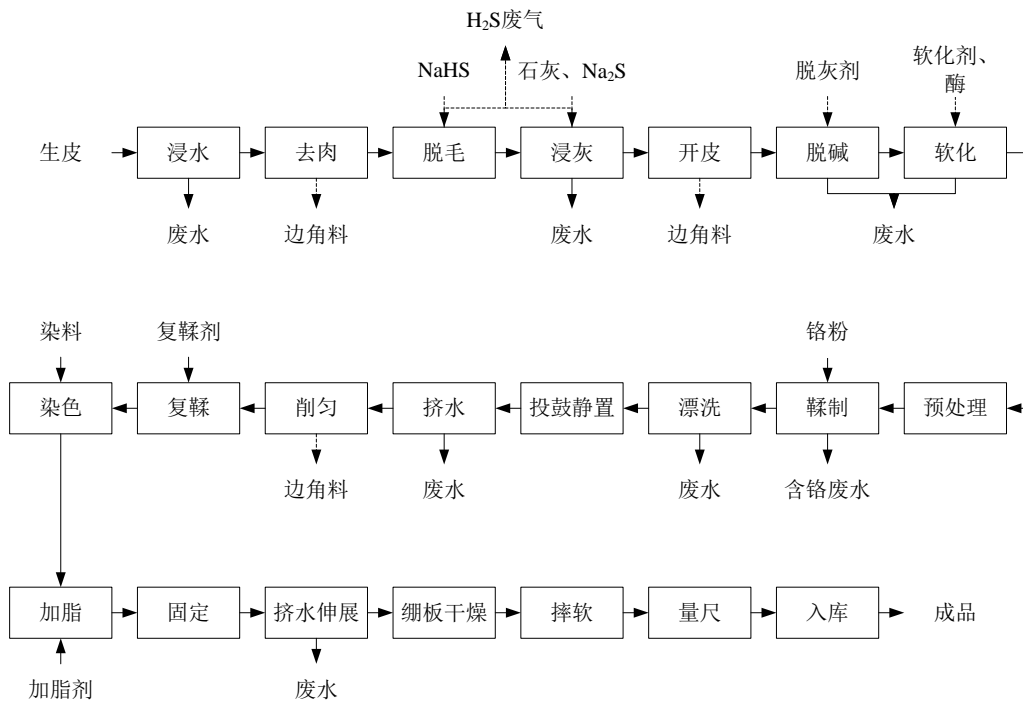 H₂S废气
NaHS
石灰、Na₂S
脱灰剂
软化剂、
酶
生皮
浸水
去肉
脱毛
浸灰
开皮
脱碱
软化
废水
边角料
废水
边角料
废水
染料
复鞣剂
铬粉
染色
复鞣
削匀
挤水
投鼓静置
漂洗
鞣制
预处理
边角料
废水
废水
含铬废水
加脂
固定
挤水伸展
绷板干燥
摔软
量尺
入库
成品
加脂剂
废水